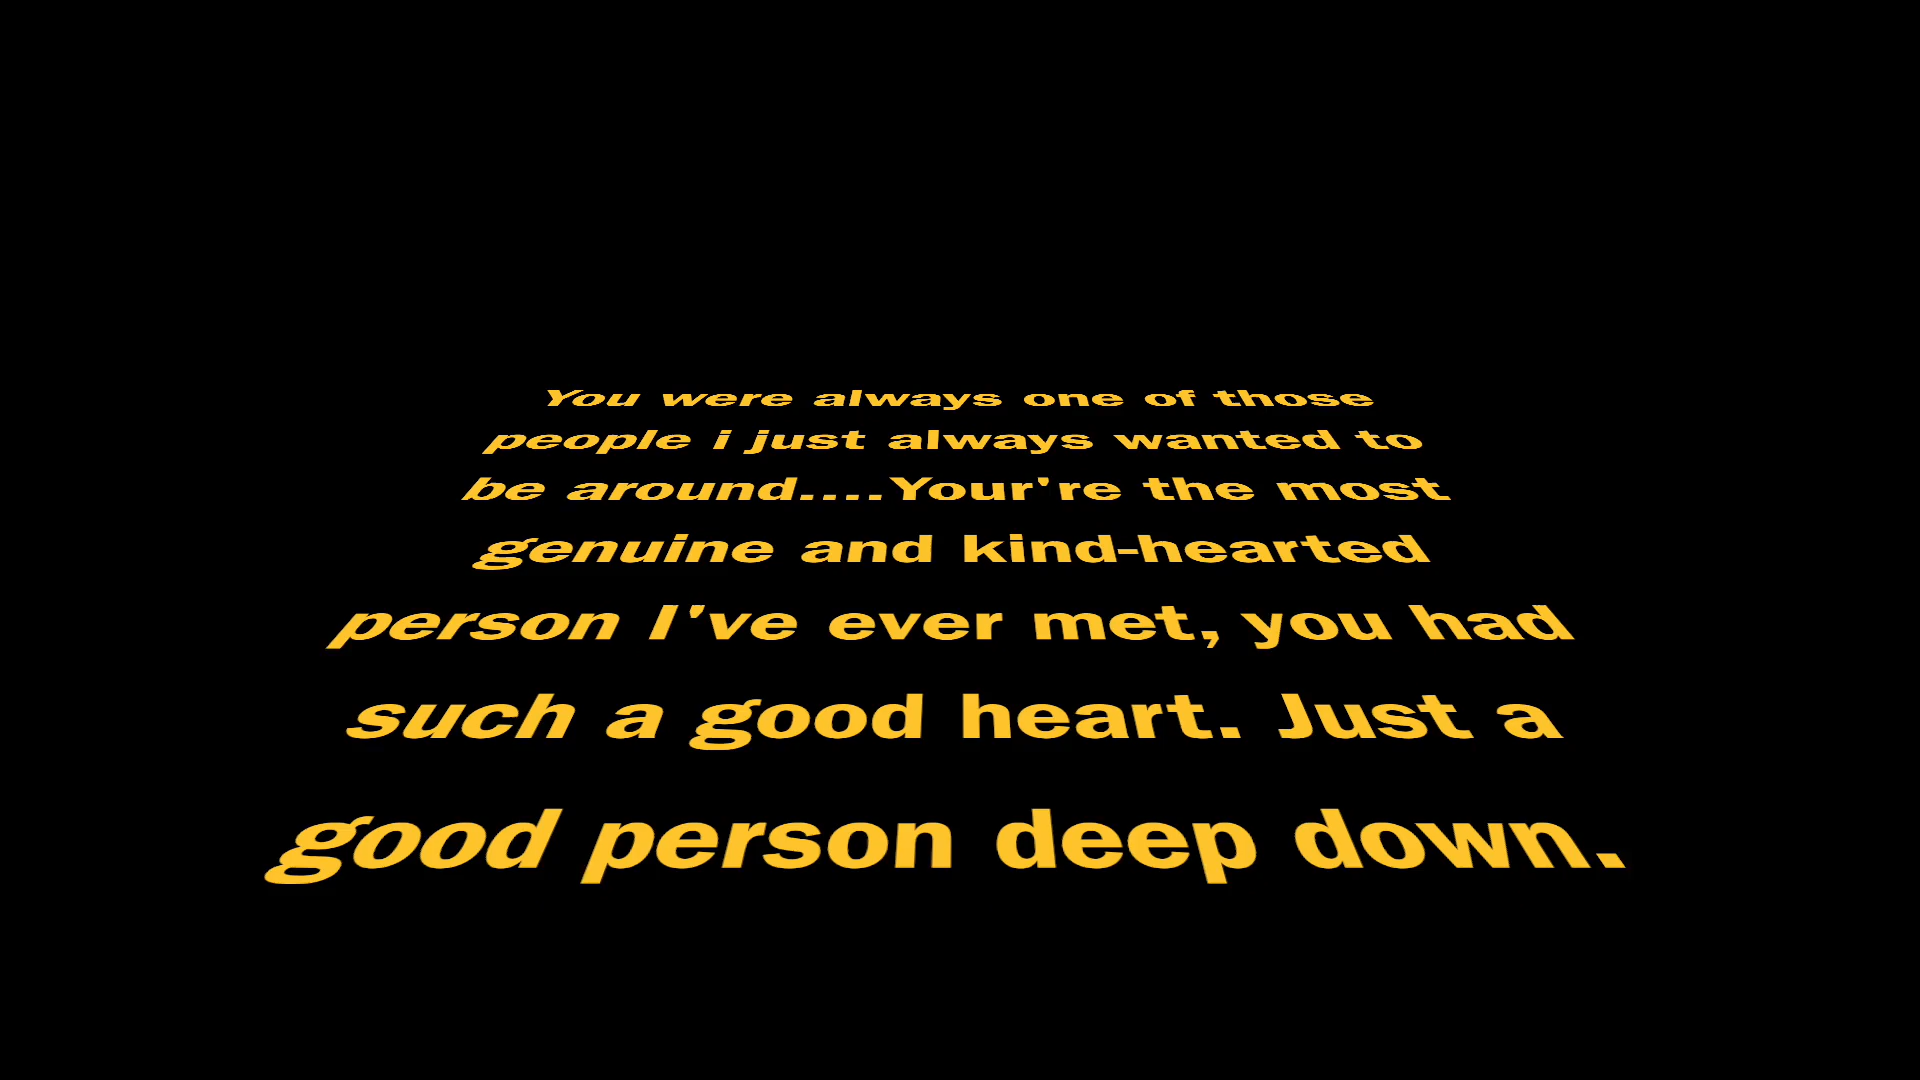 You were always one of those
people i just always wanted to
be around....Your're the most
genuine and kind-hearted
person I've ever met, you had
such a good heart. Just a
good person deep down.